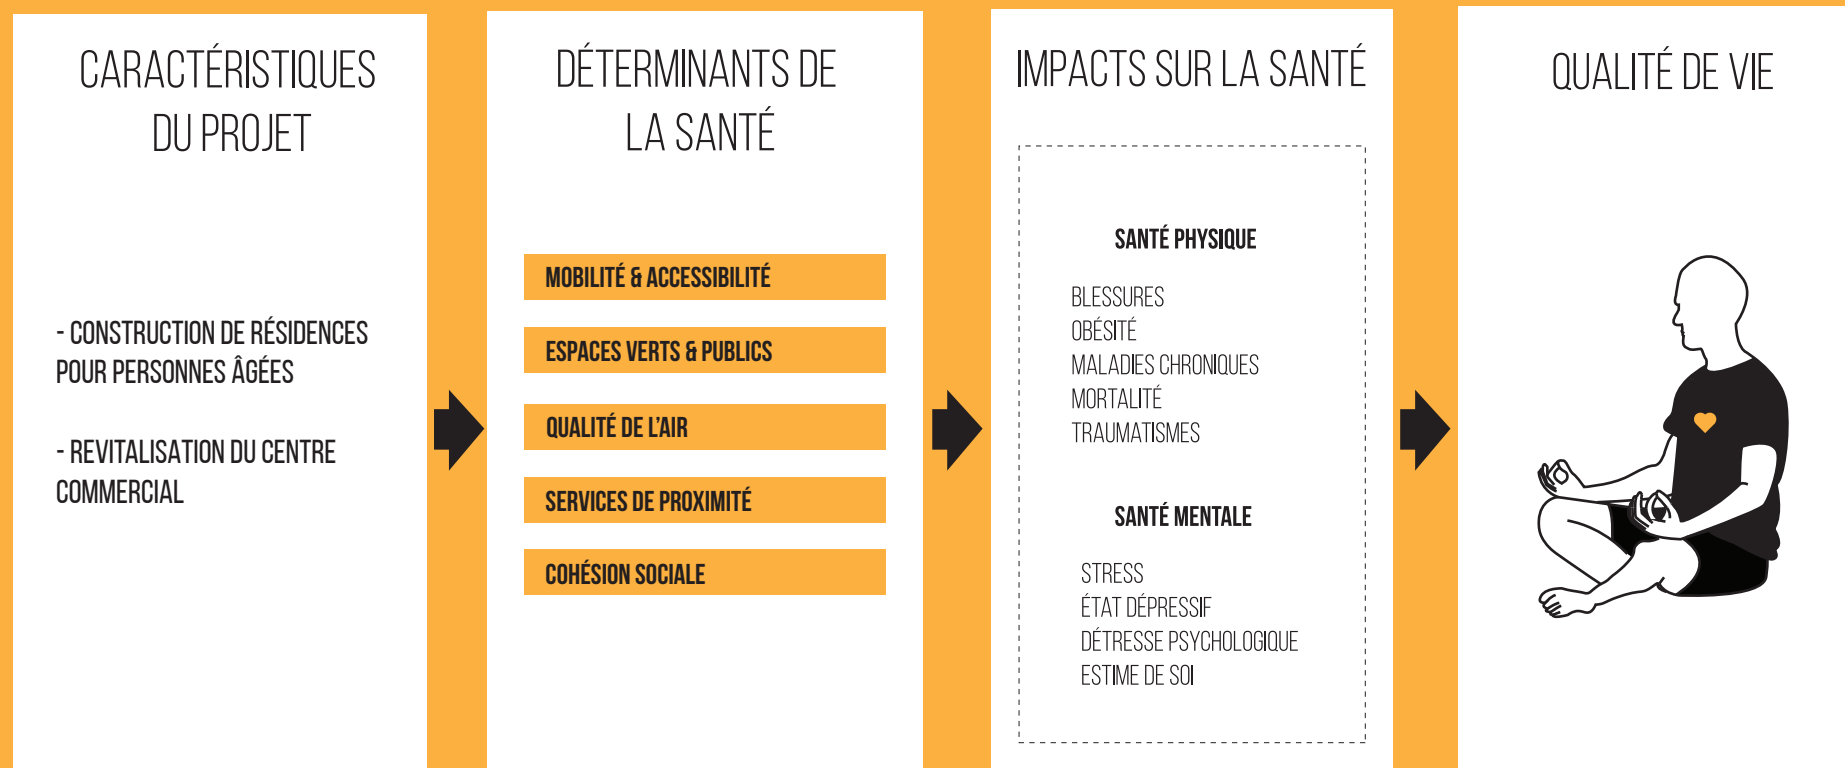 CARACTÉRISTIQUES
DU PROJET
- CONSTRUCTION DE RÉSIDENCES
POUR PERSONNES ÂGÉES
- REVITALISATION DU CENTRE
COMMERCIAL
DÉTERMINANTS DE
LA SANTÉ
MOBILITÉ & ACCESSIBILITÉ
ESPACES VERTS & PUBLICS
QUALITÉ DE L'AIR
SERVICES DE PROXIMITÉ
COHÉSION SOCIALE
IMPACTS SUR LA SANTÉ
SANTÉ PHYSIQUE
BLESSURES
OBÉSITÉ
MALADIES CHRONIQUES
MORTALITÉ
TRAUMATISMES
SANTÉ MENTALE
STRESS
ÉTAT DÉPRESSIF
DÉTRESSE PSYCHOLOGIQUE
ESTIME DE SOI
QUALITÉ DE VIE